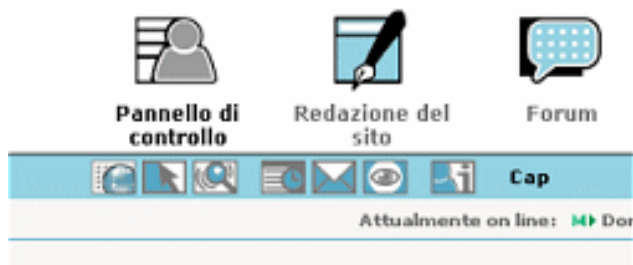 Pannello di controllo
Redazione del sito
Forum
Cap
Attualmente on line: